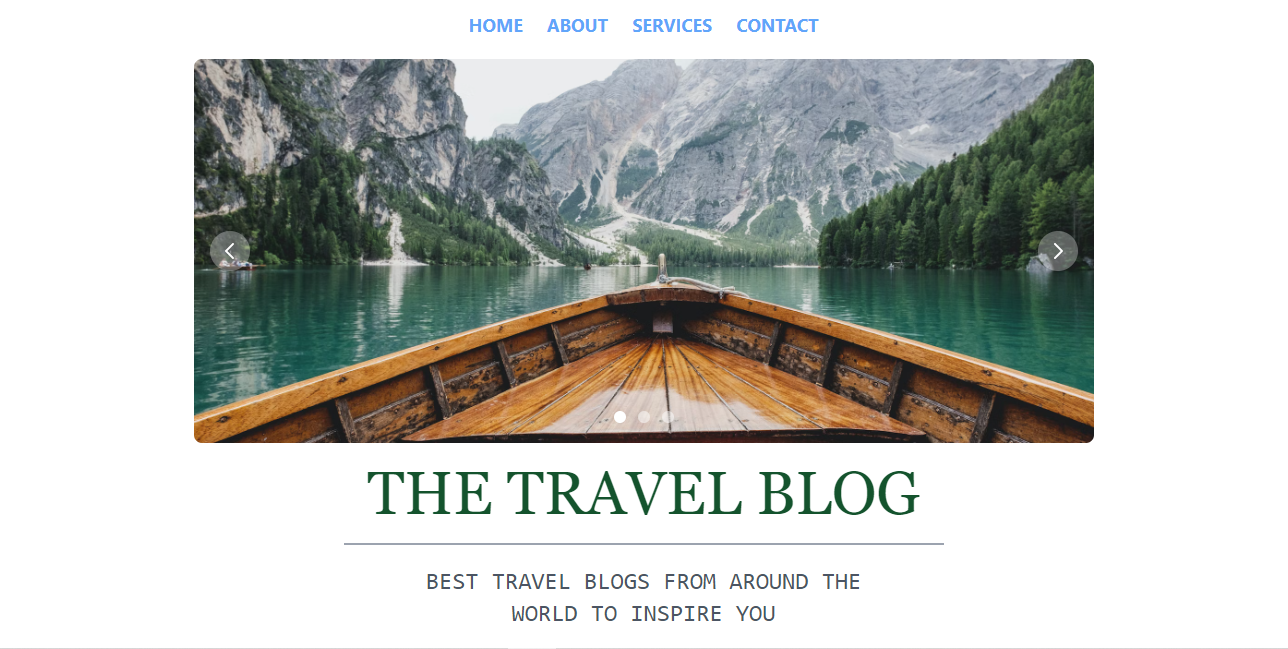 HOME ABOUT SERVICES CONTACT
THE TRAVEL BLOG
BEST TRAVEL BLOGS FROM AROUND THE
WORLD TO INSPIRE YOU